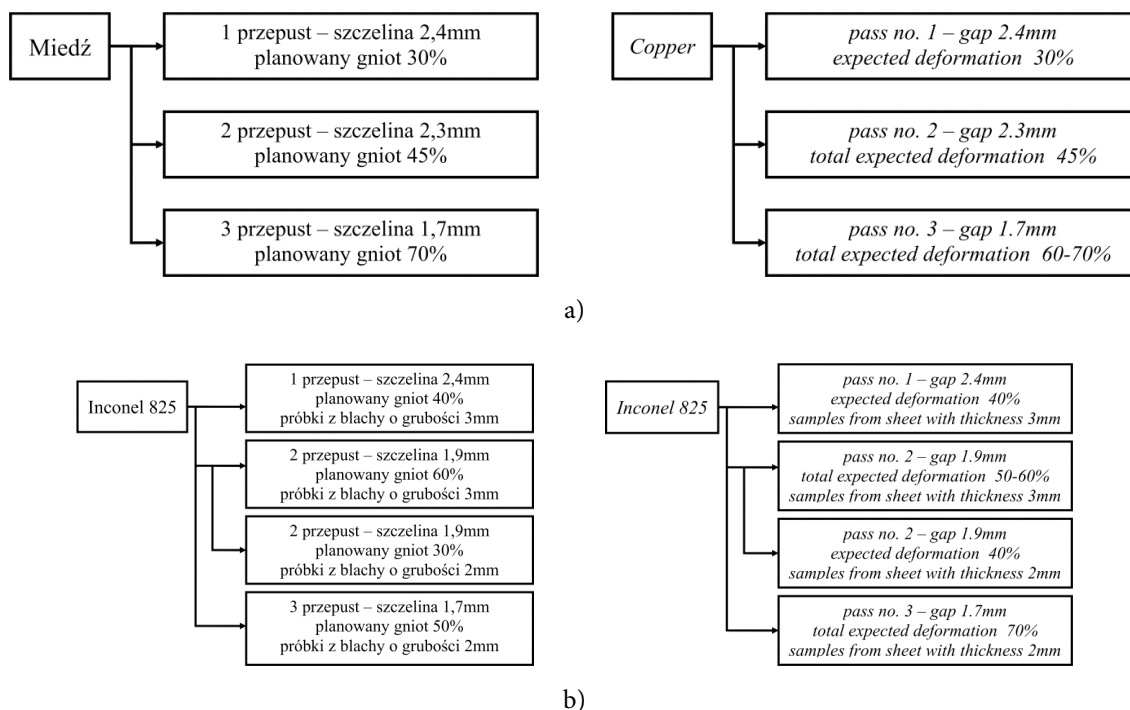 Miedź
1 przepust – szczelina 2,4mm
planowany gniot 30%
2 przepust – szczelina 2,3mm
planowany gniot 45%
3 przepust – szczelina 1,7mm
planowany gniot 70%
Copper
pass no. 1 – gap 2.4mm
expected deformation 30%
pass no. 2 – gap 2.3mm
total expected deformation 45%
pass no. 3 – gap 1.7mm
total expected deformation 60-70%
a)
Inconel 825
1 przepust – szczelina 2,4mm
planowany gniot 40%
próbki z blachy o grubości 3mm
2 przepust – szczelina 1,9mm
planowany gniot 60%
próbki z blachy o grubości 3mm
2 przepust – szczelina 1,9mm
planowany gniot 30%
próbki z blachy o grubości 2mm
3 przepust – szczelina 1,7mm
planowany gniot 50%
próbki z blachy o grubości 2mm
Inconel 825
pass no. 1 – gap 2.4mm
expected deformation 40%
samples from sheet with thickness 3mm
pass no. 2 – gap 1.9mm
total expected deformation 50-60%
samples from sheet with thickness 3mm
pass no. 2 – gap 1.9mm
expected deformation 40%
samples from sheet with thickness 2mm
pass no. 3 – gap 1.7mm
total expected deformation 70%
samples from sheet with thickness 2mm
b)